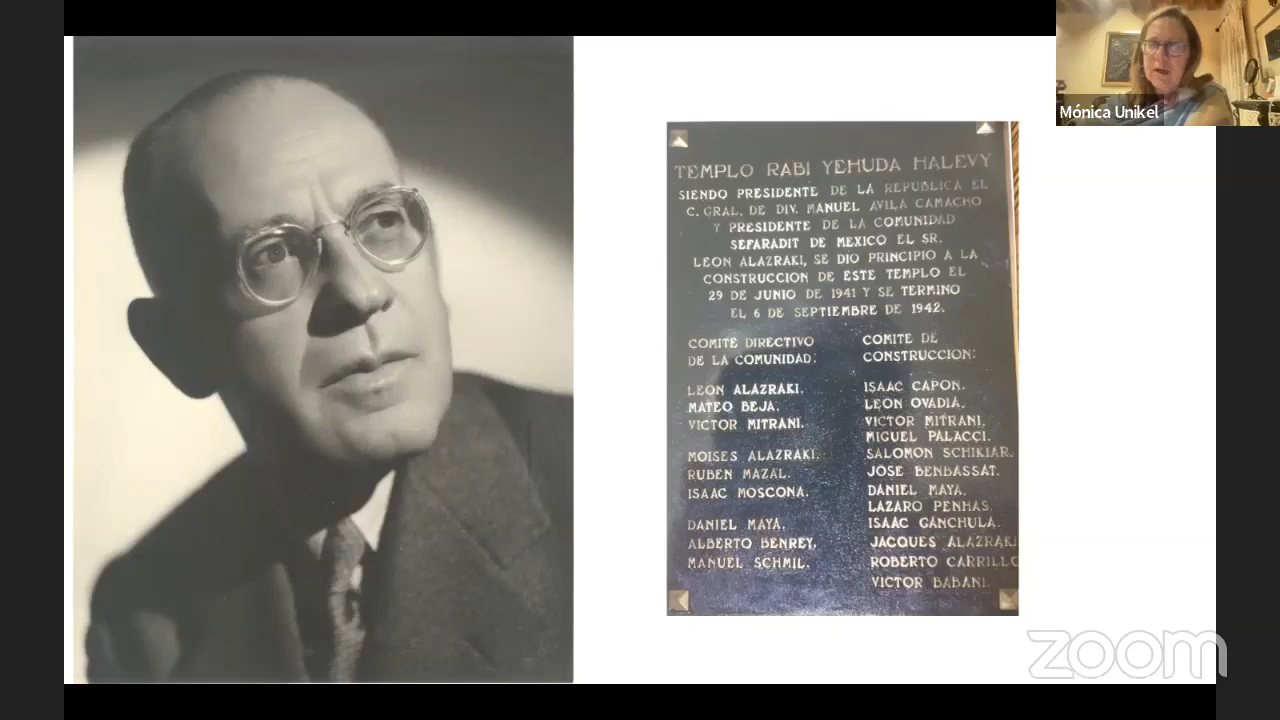 Mónica Unikel
TEMPLO RABI YEHUDA HALEVY
SIENDO PRESIDENTE DE LA REPUBLICA EL
C. GRAL. DE DIV. MANUEL AVILA CAMACHO
Y PRESIDENTE DE LA COMUNIDAD
SEFARADIT DE MEXICO EL SR.
LEON ALAZRAKI, SE DIO PRINCIPIO A LA
CONSTRUCCION DE ESTE TEMPLO EL
29 DE JUNIO DE 1941 Y SE TERMINO
EL 6 DE SEPTIEMBRE DE 1942.
COMITE DIRECTIVO
DE LA COMUNIDAD:
LEON ALAZRAKI.
MATEO BEJA.
VICTOR MITRANI.
MOISES ALAZRAKI.
RUBEN MAZAL.
ISAAC MOSCONA.
DANIEL MAYA.
ALBERTO BENREY.
MANUEL SCHMIL.
COMITE DE
CONSTRUCCION:
ISAAC CAPON.
LEON OVADIA.
VICTOR MITRANI.
MIGUEL PALACCI.
SALOMON SCHIKIAR.
JOSE BENBASSAT.
DANIEL MAYA.
LAZARO PENHAS.
ISAAC GANCHULA.
JACQUES ALAZRAKI
ROBERTO CARRILLO
VICTOR BABANI.
zoom